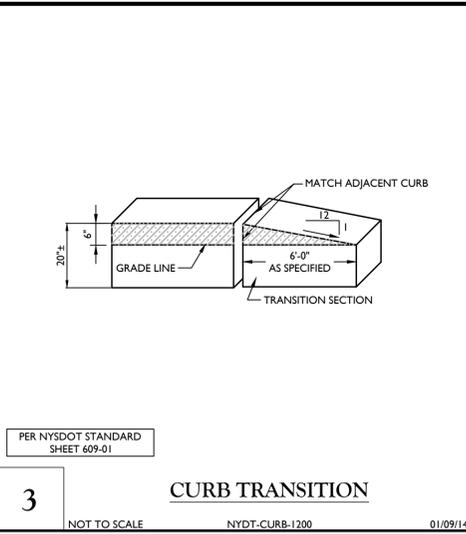 MATCH ADJACENT CURB
12
1
6"
20"±
GRADE LINE
6'-0"
AS SPECIFIED
TRANSITION SECTION
PER NYSDOT STANDARD
SHEET 609-01
3
CURB TRANSITION
NOT TO SCALE
NYDT-CURB-1200
01/09/14